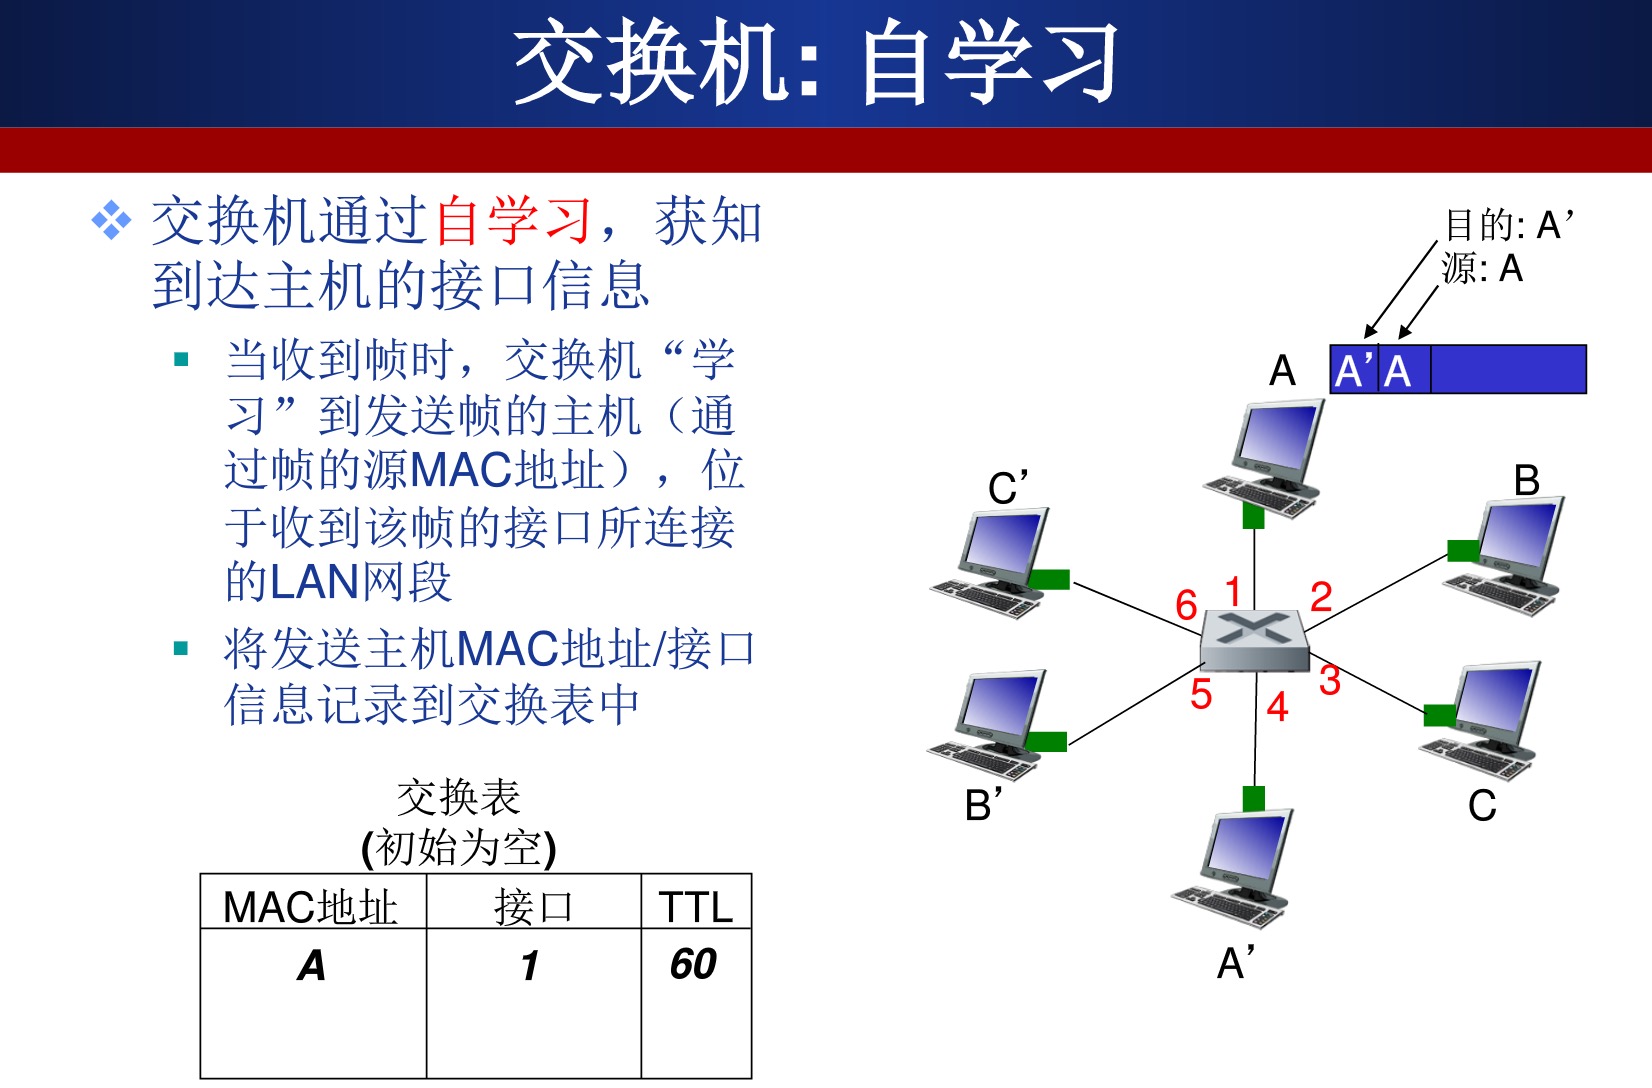 交换机: 自学习
交换机通过自学习，获知
到达主机的接口信息
当收到帧时，交换机“学
习”到发送帧的主机（通
过帧的源MAC地址），位
于收到该帧的接口所连接
的LAN网段
将发送主机MAC地址/接口
信息记录到交换表中
交换表
(初始为空)
MAC地址 接口 TTL
A 1 60
目的: A’
源: A
A A’ A
C’ B
6 1 2
5 4 3
B’ C
A’